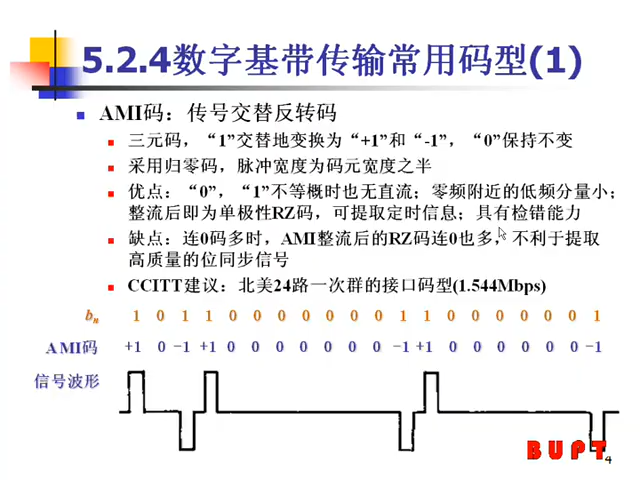 5.2.4数字基带传输常用码型(1)
AMI码：传号交替反转码
三元码，“1”交替地变换为“+1”和“-1”，“0”保持不变
采用归零码，脉冲宽度为码元宽度之半
优点：“0”，“1”不等概时也无直流；零频附近的低频分量小；
整流后即为单极性RZ码，可提取定时信息；具有检错能力
缺点：连0码多时，AMI整流后的RZ码连0也多，不利于提取
高质量的位同步信号
CCITT建议：北美24路一次群的接口码型(1.544Mbps)
bn 1 0 1 1 0 0 0 0 0 0 0 1 1 0 0 0 0 0 0 1
AMI码 +1 0 -1 +1 0 0 0 0 0 0 0 -1 +1 0 0 0 0 0 0 -1
信号波形
BUPT
4